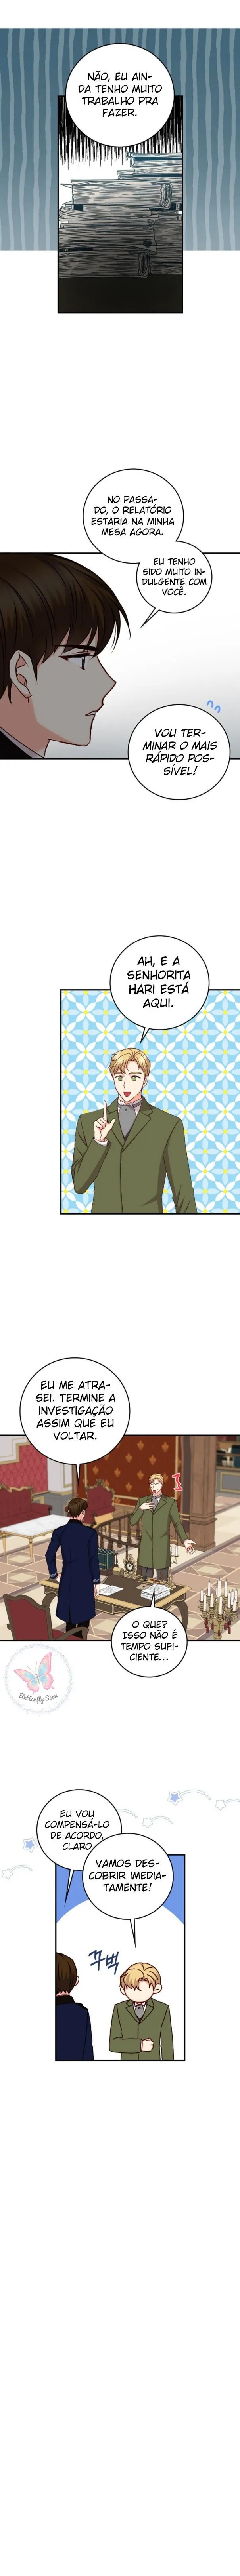 NÃO, EU AIN-
DA TENHO MUITO
TRABALHO PRA
FAZER.
NO PASSA-
DO, O RELATÓRIO
ESTARIA NA MINHA
MESA AGORA.
EU TENHO
SIDO MUITO IN-
DULGENTE COM
VOCÊ.
VOU TER-
MINAR O MAIS
RÁPIDO POS-
SÍVEL!
AH, E A
SENHORITA
HARI ESTÁ
AQUI.
EU ME ATRA-
SEI. TERMINE A
INVESTIGAÇÃO
ASSIM QUE EU
VOLTAR.
O QUE?
ISSO NÃO É
TEMPO SUFI-
CIENTE...
Butterfly Scan
EU VOU
COMPENSÁ-LO
DE ACORDO,
CLARO.
VAMOS DES-
COBRIR IMEDIA-
TAMENTE!
꾸벅